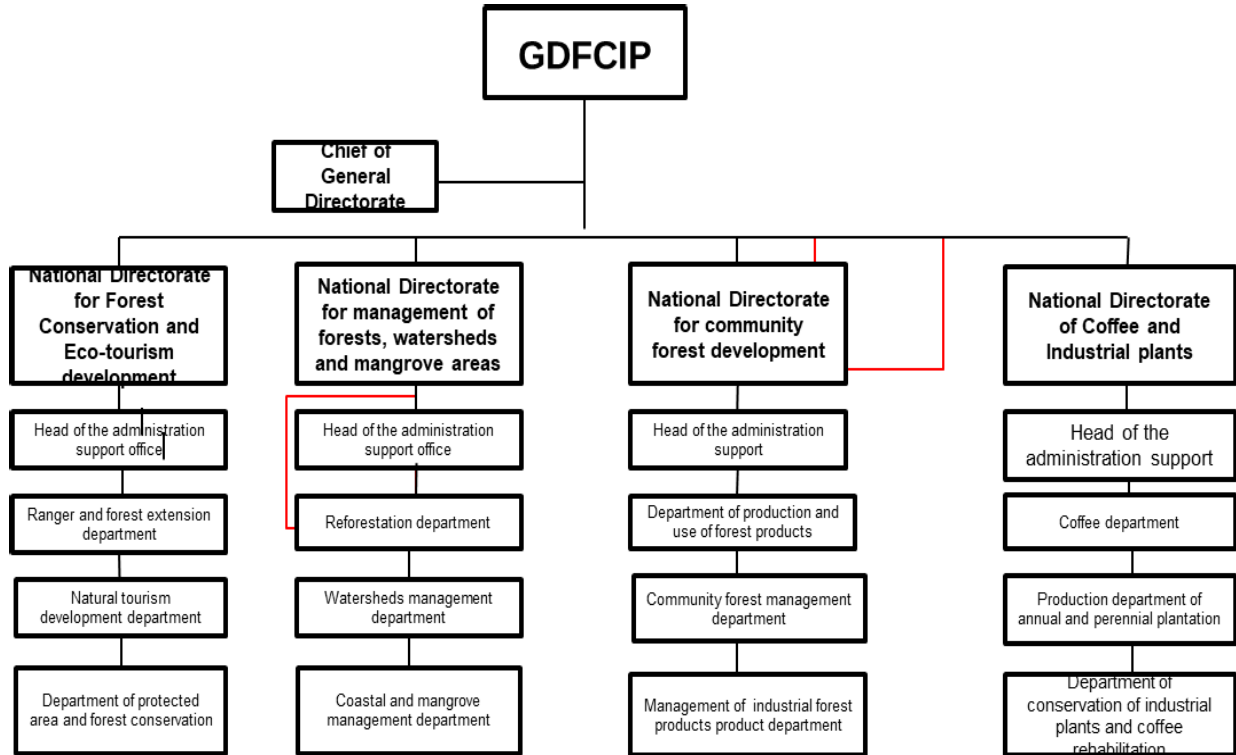 GDFCIP
Chief of
General
Directorate
National Directorate
for Forest
Conservation and
Eco-tourism
development
National Directorate
for management of
forests, watersheds
and mangrove areas
National Directorate
for community
forest development
National Directorate
of Coffee and
Industrial plants
Head of the administration
support office
Head of the administration
support office
Head of the administration
support
Head of the
administration support
Ranger and forest extension
department
Reforestation department
Department of production and
use of forest products
Coffee department
Natural tourism
development department
Watersheds management
department
Community forest management
department
Production department of
annual and perennial plantation
Department of protected
area and forest conservation
Coastal and mangrove
management department
Management of industrial forest
products product department
Department of
conservation of industrial
plants and coffee
rehabilitation